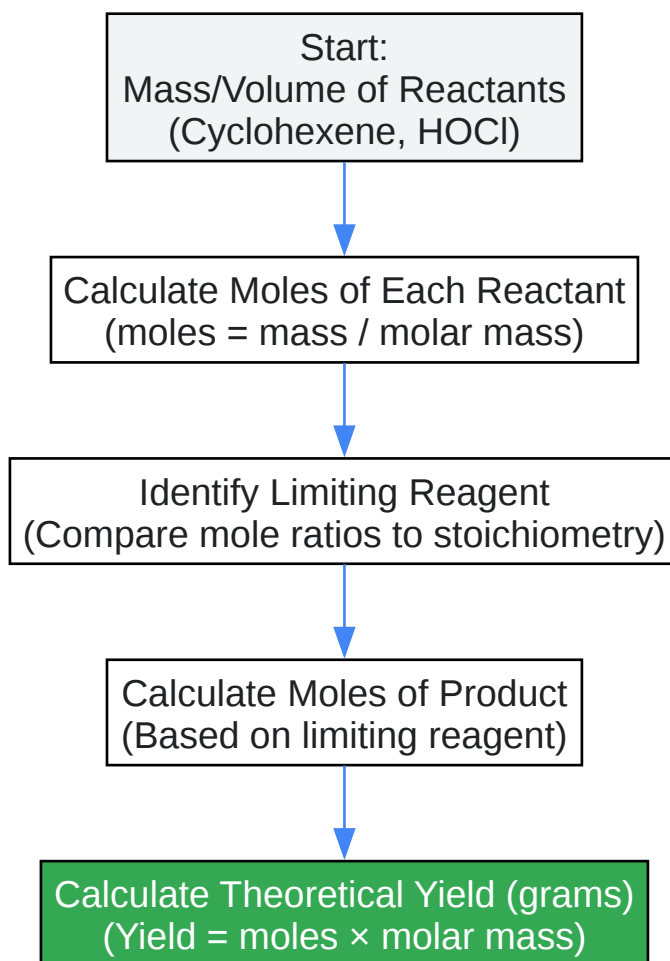 Start:
Mass/Volume of Reactants
(Cyclohexene, HOCl)
Calculate Moles of Each Reactant
(moles = mass / molar mass)
Identify Limiting Reagent
(Compare mole ratios to stoichiometry)
Calculate Moles of Product
(Based on limiting reagent)
Calculate Theoretical Yield (grams)
(Yield = moles × molar mass)